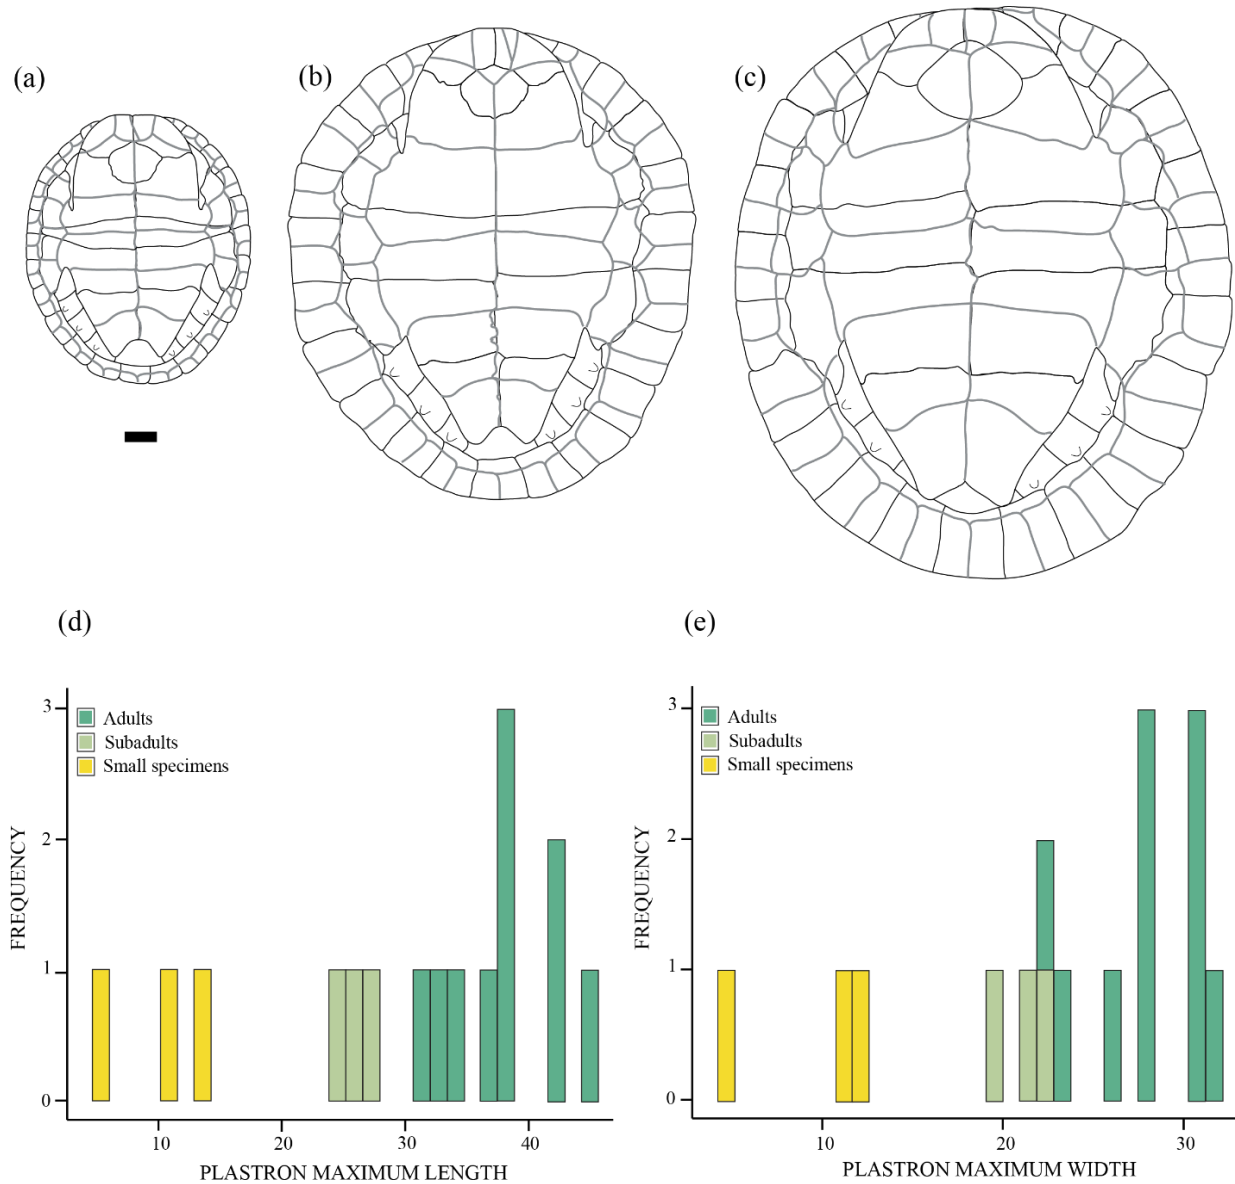 (a)
(b)
(c)
(d)
(e)
3
2
1
0
FREQUENCY
Adults
Subadults
Small specimens
10
20
30
40
PLASTRON MAXIMUM LENGTH
3
2
1
0
FREQUENCY
Adults
Subadults
Small specimens
10
20
30
PLASTRON MAXIMUM WIDTH